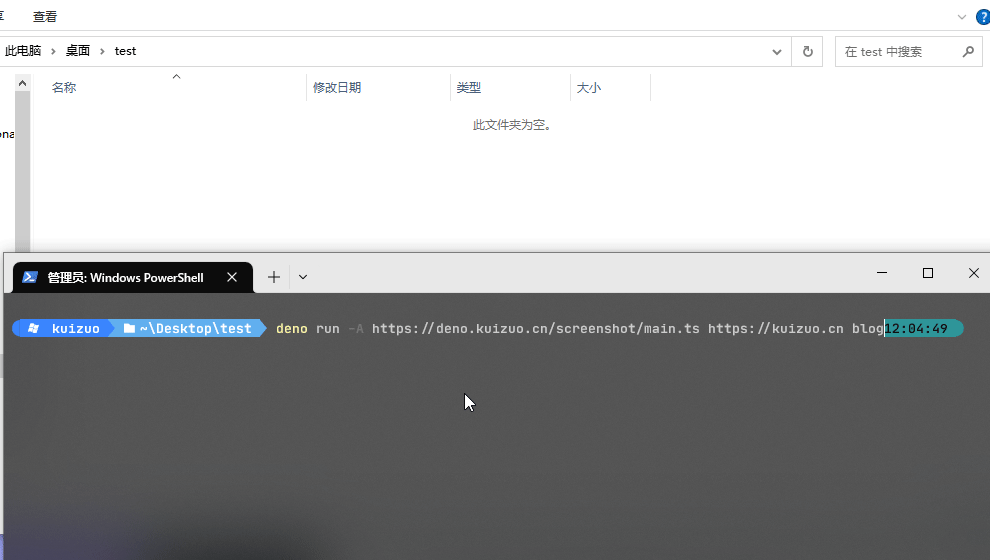 查看
此电脑 > 桌面 > test
在 test 中搜索
名称 修改日期 类型 大小
此文件夹为空。
管理员: Windows PowerShell
kuizuo ~\Desktop\test deno run -A https://deno.kuizuo.cn/screenshot/main.ts https://kuizuo.cn blog 12:04:49